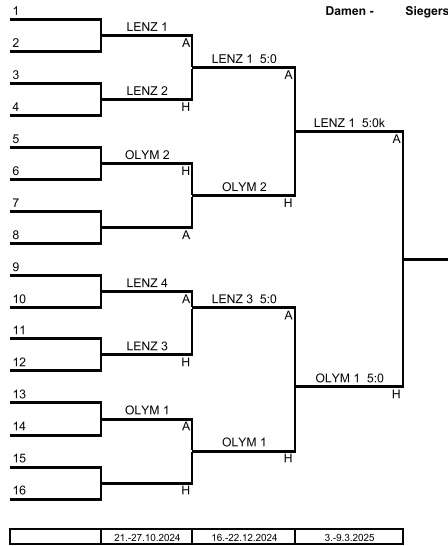 1
Damen - Siegers
LENZ 1
2
A
LENZ 1 5:0
A
3
LENZ 2
4
H
LENZ 1 5:0k
A
5
OLYM 2
6
H
OLYM 2
H
7
8
A
9
LENZ 4
10
A
LENZ 3 5:0
A
11
LENZ 3
12
H
OLYM 1 5:0
H
13
OLYM 1
14
A
OLYM 1
H
15
16
H
21.-27.10.2024 16.-22.12.2024 3.-9.3.2025